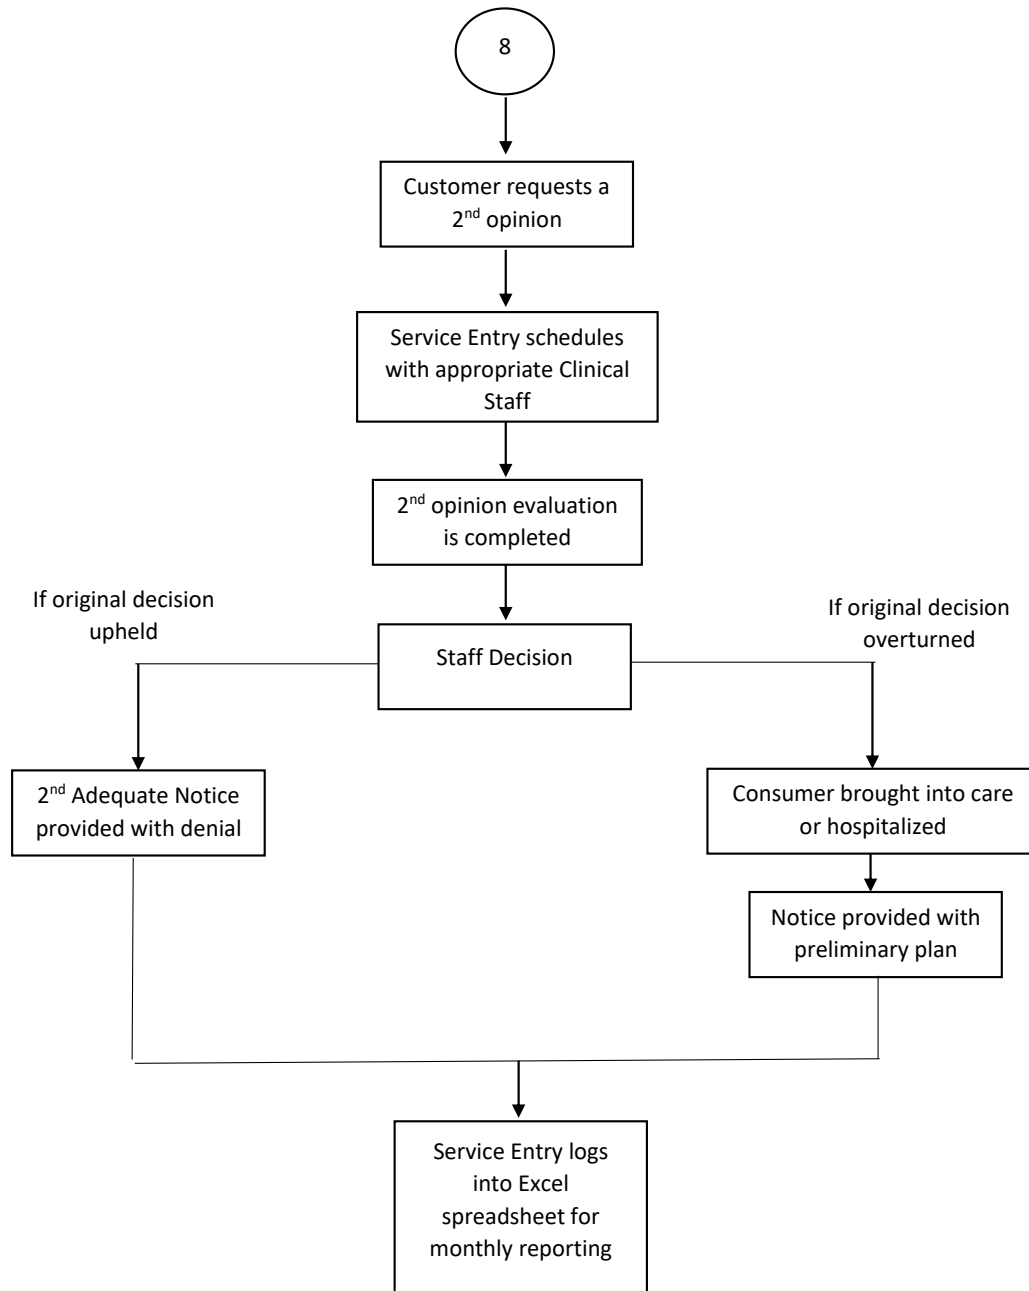 8
Customer requests a
2nd opinion
Service Entry schedules
with appropriate Clinical
Staff
2nd opinion evaluation
is completed
If original decision
upheld
If original decision
overturned
Staff Decision
2nd Adequate Notice
provided with denial
Consumer brought into care
or hospitalized
Notice provided with
preliminary plan
Service Entry logs
into Excel
spreadsheet for
monthly reporting